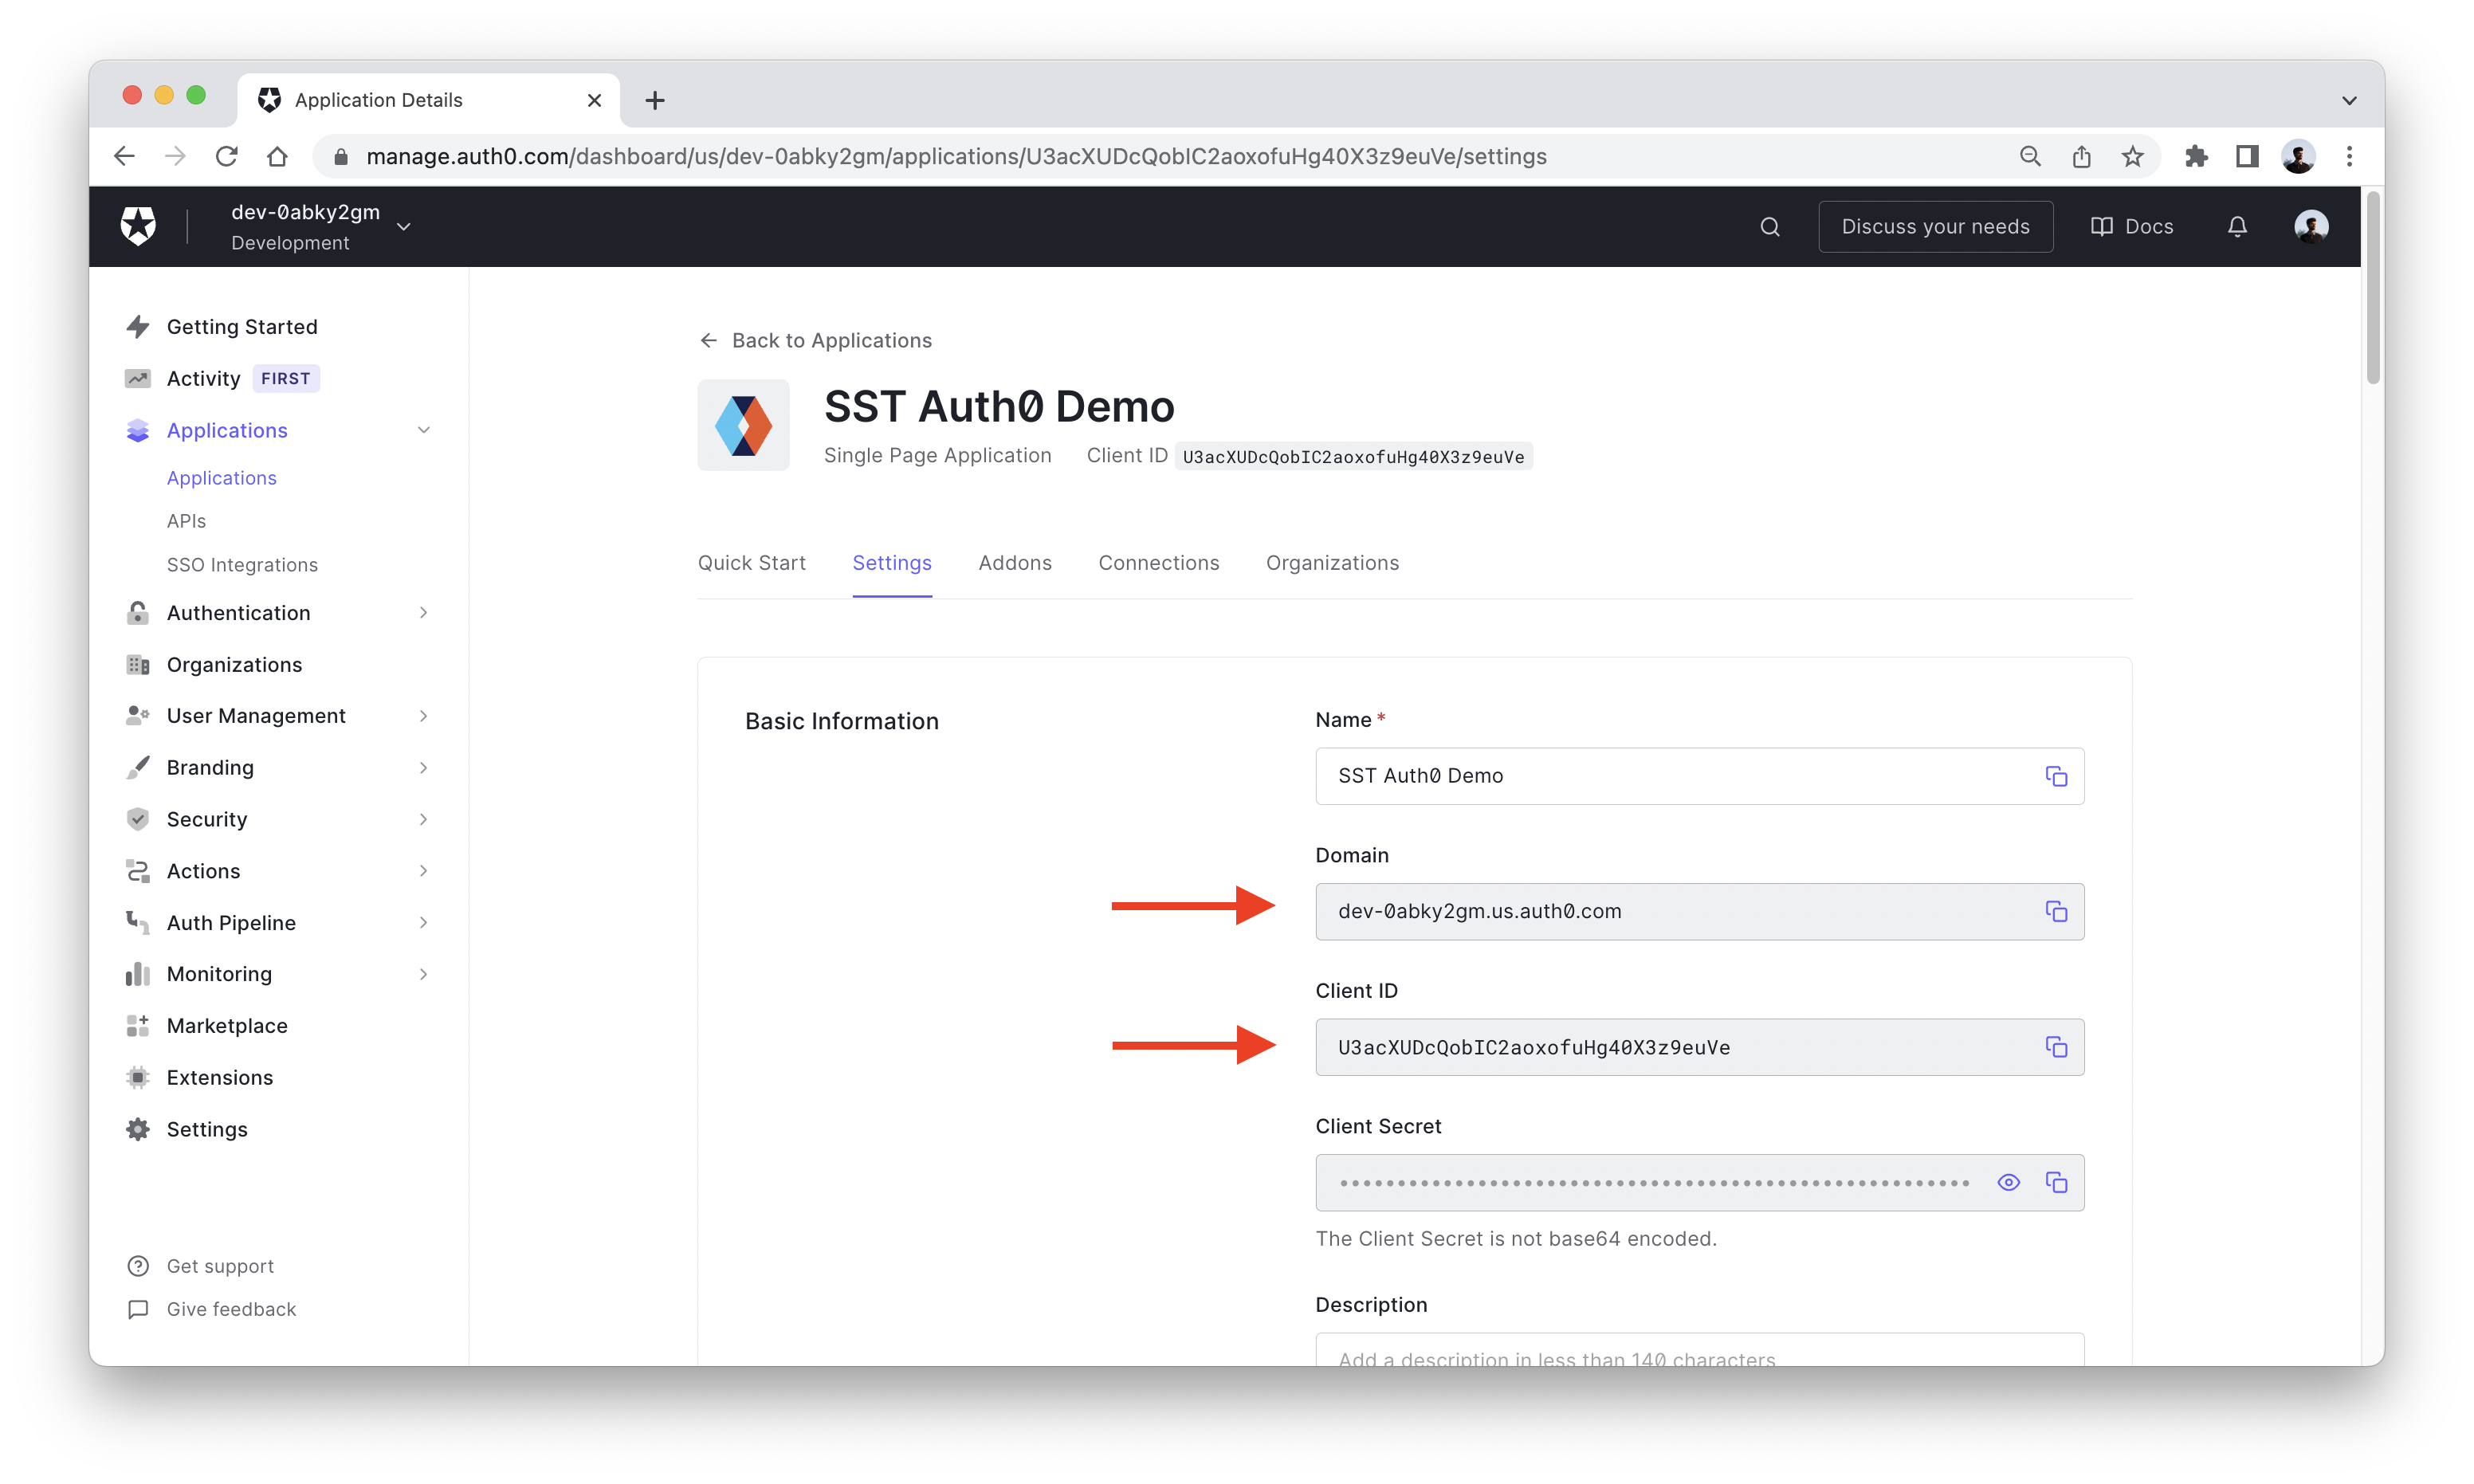 Application Details
manage.auth0.com/dashboard/us/dev-0abky2gm/applications/U3acXUDcQobIC2aoxofuHg40X3z9euVe/settings
dev-0abky2gm
Development
Discuss your needs
Docs
Getting Started
Activity FIRST
Applications
Applications
APIs
SSO Integrations
Authentication
Organizations
User Management
Branding
Security
Actions
Auth Pipeline
Monitoring
Marketplace
Extensions
Settings
Get support
Give feedback
Back to Applications
SST Auth0 Demo
Single Page Application Client ID U3acXUDcQobIC2aoxofuHg40X3z9euVe
Quick Start Settings Addons Connections Organizations
Basic Information
Name *
SST Auth0 Demo
Domain
dev-0abky2gm.us.auth0.com
Client ID
U3acXUDcQobIC2aoxofuHg40X3z9euVe
Client Secret
••••••••••••••••••••••••••••••••••••••••••••••••••••••
The Client Secret is not base64 encoded.
Description
Add a description in less than 140 characters